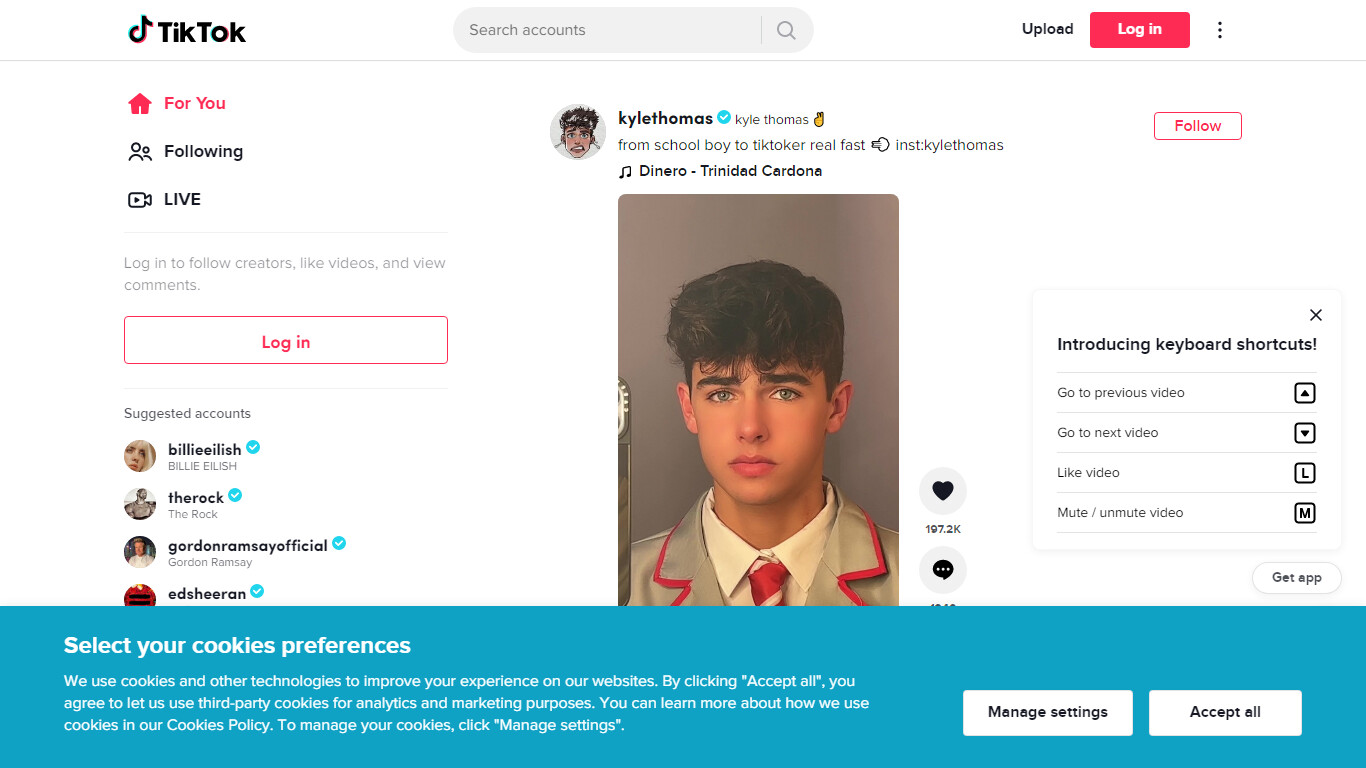 TikTok
Search accounts
Upload
Log in
For You
Following
LIVE
Log in to follow creators, like videos, and view
comments.
Log in
Suggested accounts
billieeilish
BILLIE EILISH
therock
The Rock
gordonramsayofficial
Gordon Ramsay
edsheeran
kylethomas kyle thomas ✌
from school boy to tiktoker real fast 💨 inst:kylethomas
Dinero - Trinidad Cardona
Follow
197.2K
Introducing keyboard shortcuts!
Go to previous video
Go to next video
Like video L
Mute / unmute video M
Get app
Select your cookies preferences
We use cookies and other technologies to improve your experience on our websites. By clicking "Accept all", you
agree to let us use third-party cookies for analytics and marketing purposes. You can learn more about how we use
cookies in our Cookies Policy. To manage your cookies, click "Manage settings".
Manage settings
Accept all